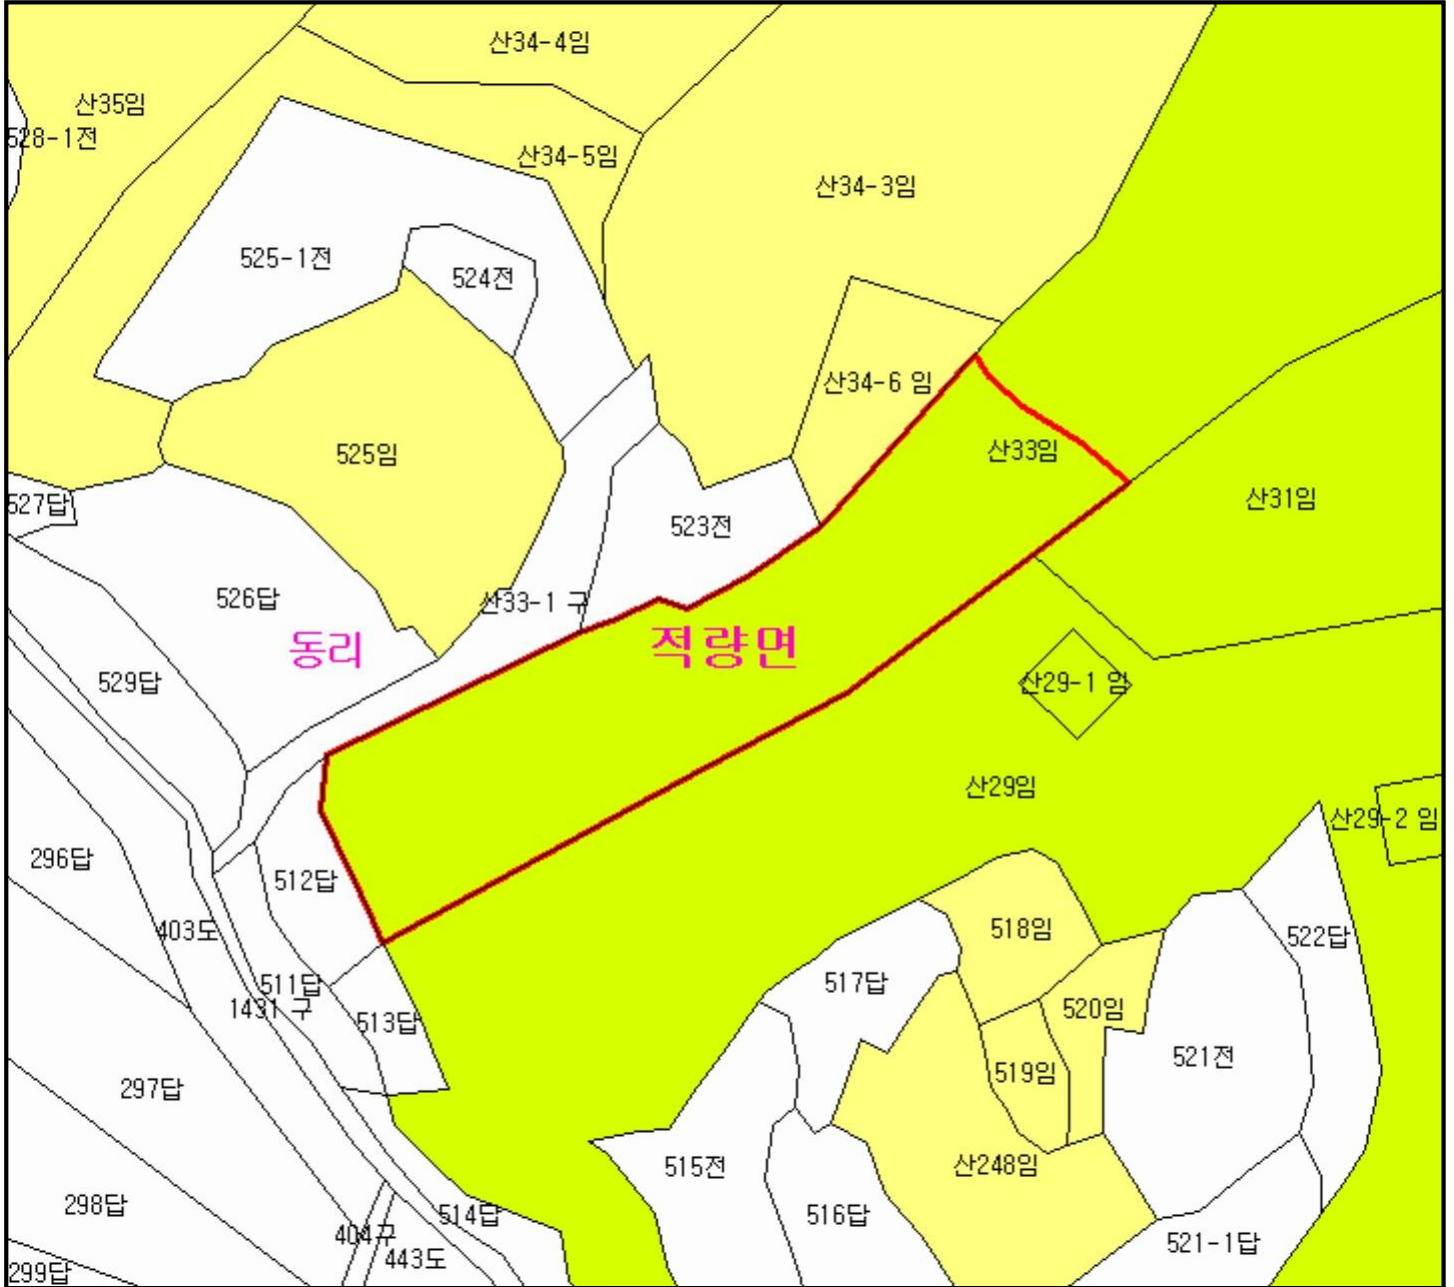 산34-4임
산35임
528-1전
산34-5임
산34-3임
525-1전
524전
산34-6 임
525임
산33임
산31임
527답
523전
526답
산33-1 구
동리
적량면
529답
산29-1 임
산29임
산29-2 임
296답
512답
403도
518임
522답
511답
517답
1431 구
513답
520임
521전
519임
297답
515전
산248임
298답
514답
516답
404구
443도
521-1답
299답